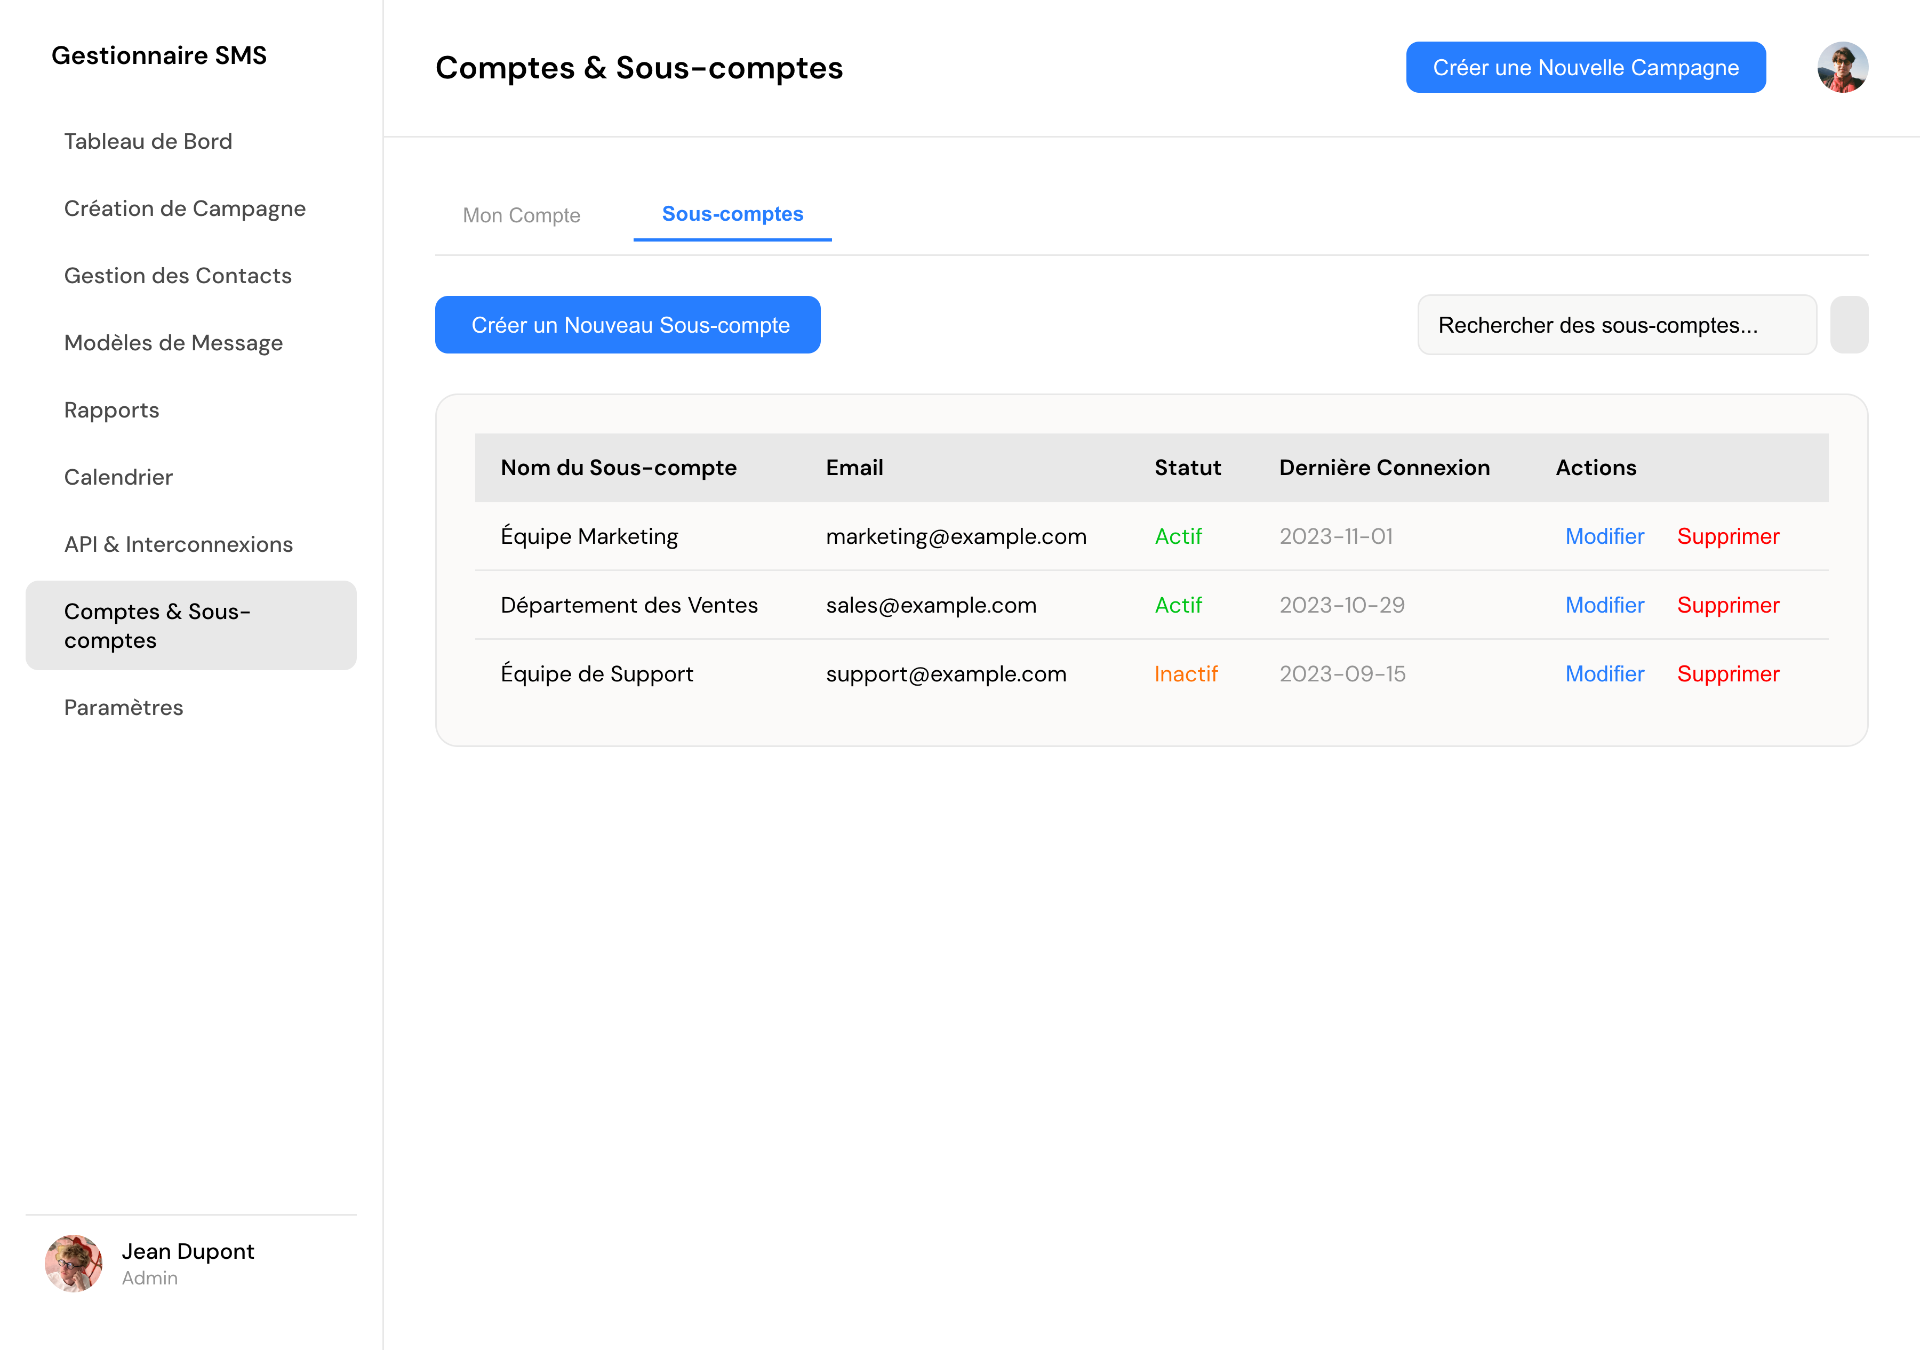 Gestionnaire SMS
Tableau de Bord
Création de Campagne
Gestion des Contacts
Modèles de Message
Rapports
Calendrier
API & Interconnexions
Comptes & Sous-
comptes
Paramètres
Jean Dupont
Admin
Comptes & Sous-comptes
Créer une Nouvelle Campagne
Mon Compte
Sous-comptes
Créer un Nouveau Sous-compte
Rechercher des sous-comptes...
Nom du Sous-compte Email Statut Dernière Connexion Actions
Équipe Marketing marketing@example.com Actif 2023-11-01 Modifier Supprimer
Département des Ventes sales@example.com Actif 2023-10-29 Modifier Supprimer
Équipe de Support support@example.com Inactif 2023-09-15 Modifier Supprimer